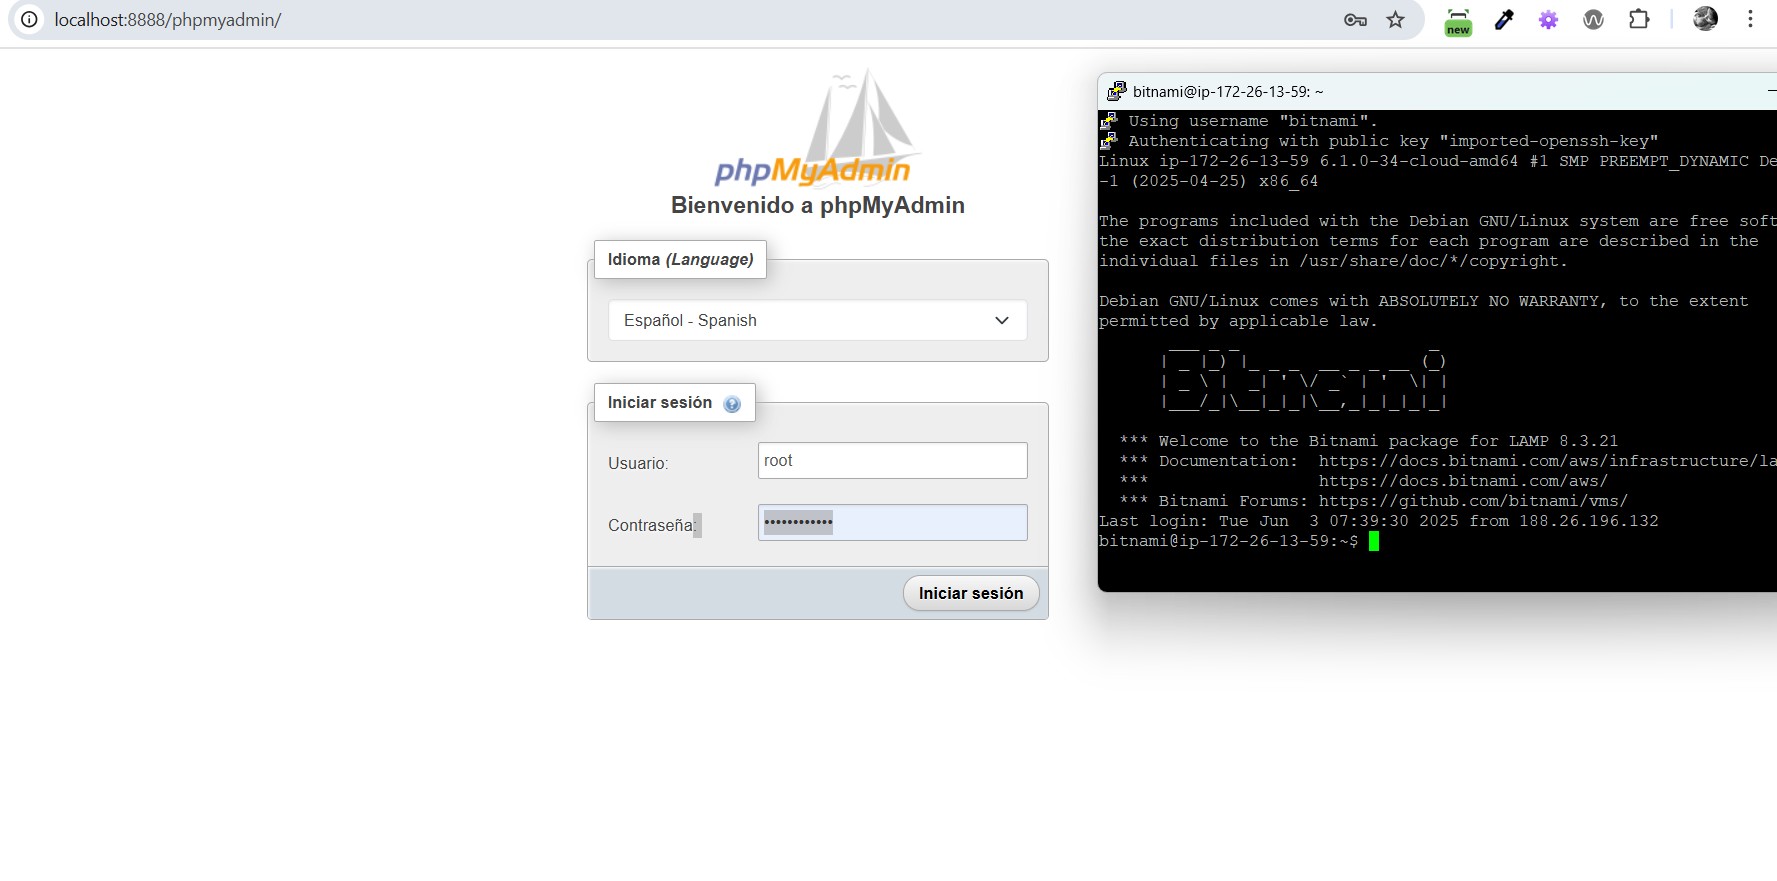 localhost:8888/phpmyadmin/
new
phpMyAdmin
Bienvenido a phpMyAdmin
Idioma (Language)
Español - Spanish
Iniciar sesión
Usuario:
root
Contraseña:
••••••••••••
Iniciar sesión
bitnami@ip-172-26-13-59: ~
Using username "bitnami".
Authenticating with public key "imported-openssh-key"
Linux ip-172-26-13-59 6.1.0-34-cloud-amd64 #1 SMP PREEMPT_DYNAMIC De
-1 (2025-04-25) x86_64
The programs included with the Debian GNU/Linux system are free soft
the exact distribution terms for each program are described in the
individual files in /usr/share/doc/*/copyright.
Debian GNU/Linux comes with ABSOLUTELY NO WARRANTY, to the extent
permitted by applicable law.
Bitnami
*** Welcome to the Bitnami package for LAMP 8.3.21
*** Documentation:  https://docs.bitnami.com/aws/infrastructure/la
***                 https://docs.bitnami.com/aws/
*** Bitnami Forums: https://github.com/bitnami/vms/
Last login: Tue Jun  3 07:39:30 2025 from 188.26.196.132
bitnami@ip-172-26-13-59:~$